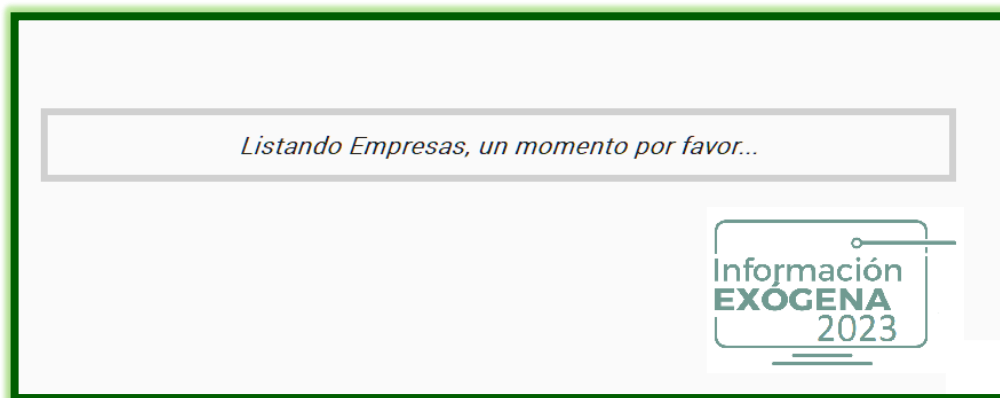 Listando Empresas, un momento por favor...
Información
EXÓGENA
2023